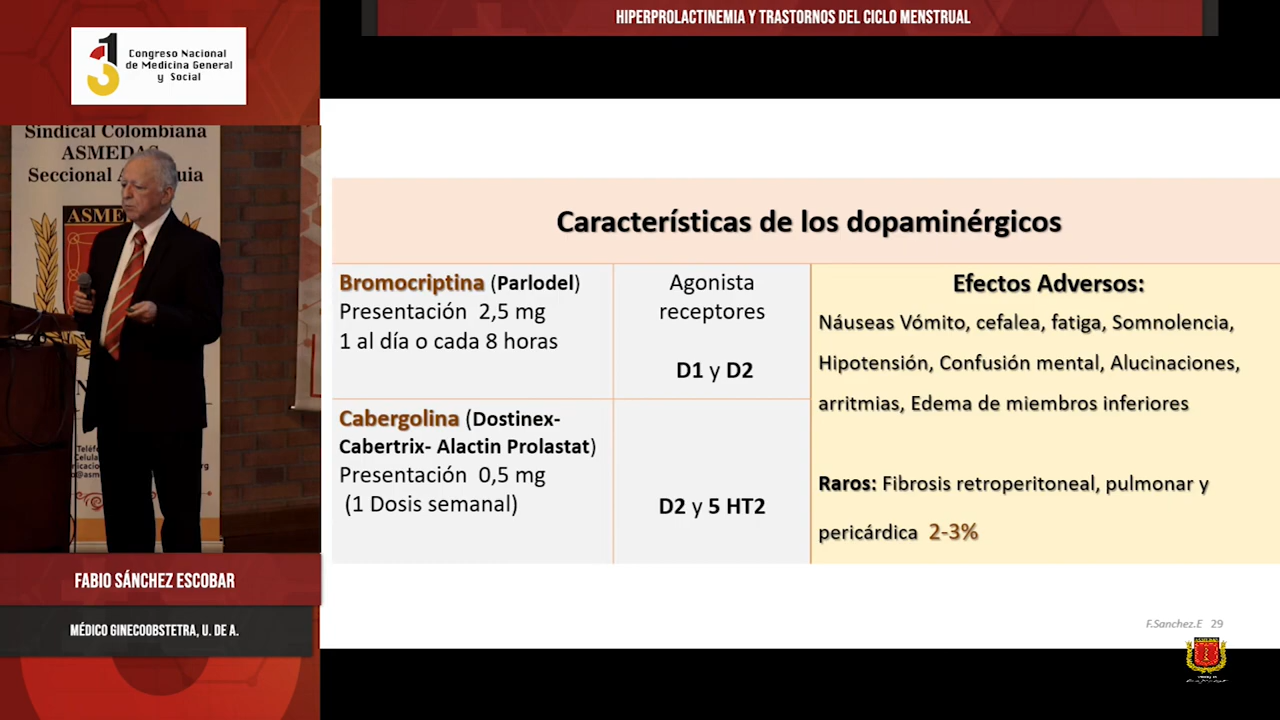 HIPERPROLACTINEMIA Y TRASTORNOS DEL CICLO MENSTRUAL
13
Congreso Nacional
de Medicina General
y Social
Sindical Colombiana
ASMEDAS
Seccional
ASME
Características de los dopaminérgicos
Bromocriptina (Parlodel)
Presentación 2,5 mg
1 al día o cada 8 horas
Agonista
receptores
D1 y D2
Cabergolina (Dostinex-
Cabertrix- Alactin Prolastat)
Presentación 0,5 mg
(1 Dosis semanal)
D2 y 5 HT2
Efectos Adversos:
Náuseas Vómito, cefalea, fatiga, Somnolencia,
Hipotensión, Confusión mental, Alucinaciones,
arritmias, Edema de miembros inferiores
Raros: Fibrosis retroperitoneal, pulmonar y
pericárdica 2-3%
F.Sanchez.E 29
FABIO SÁNCHEZ ESCOBAR
MÉDICO GINECOOBSTETRA, U. DE A.